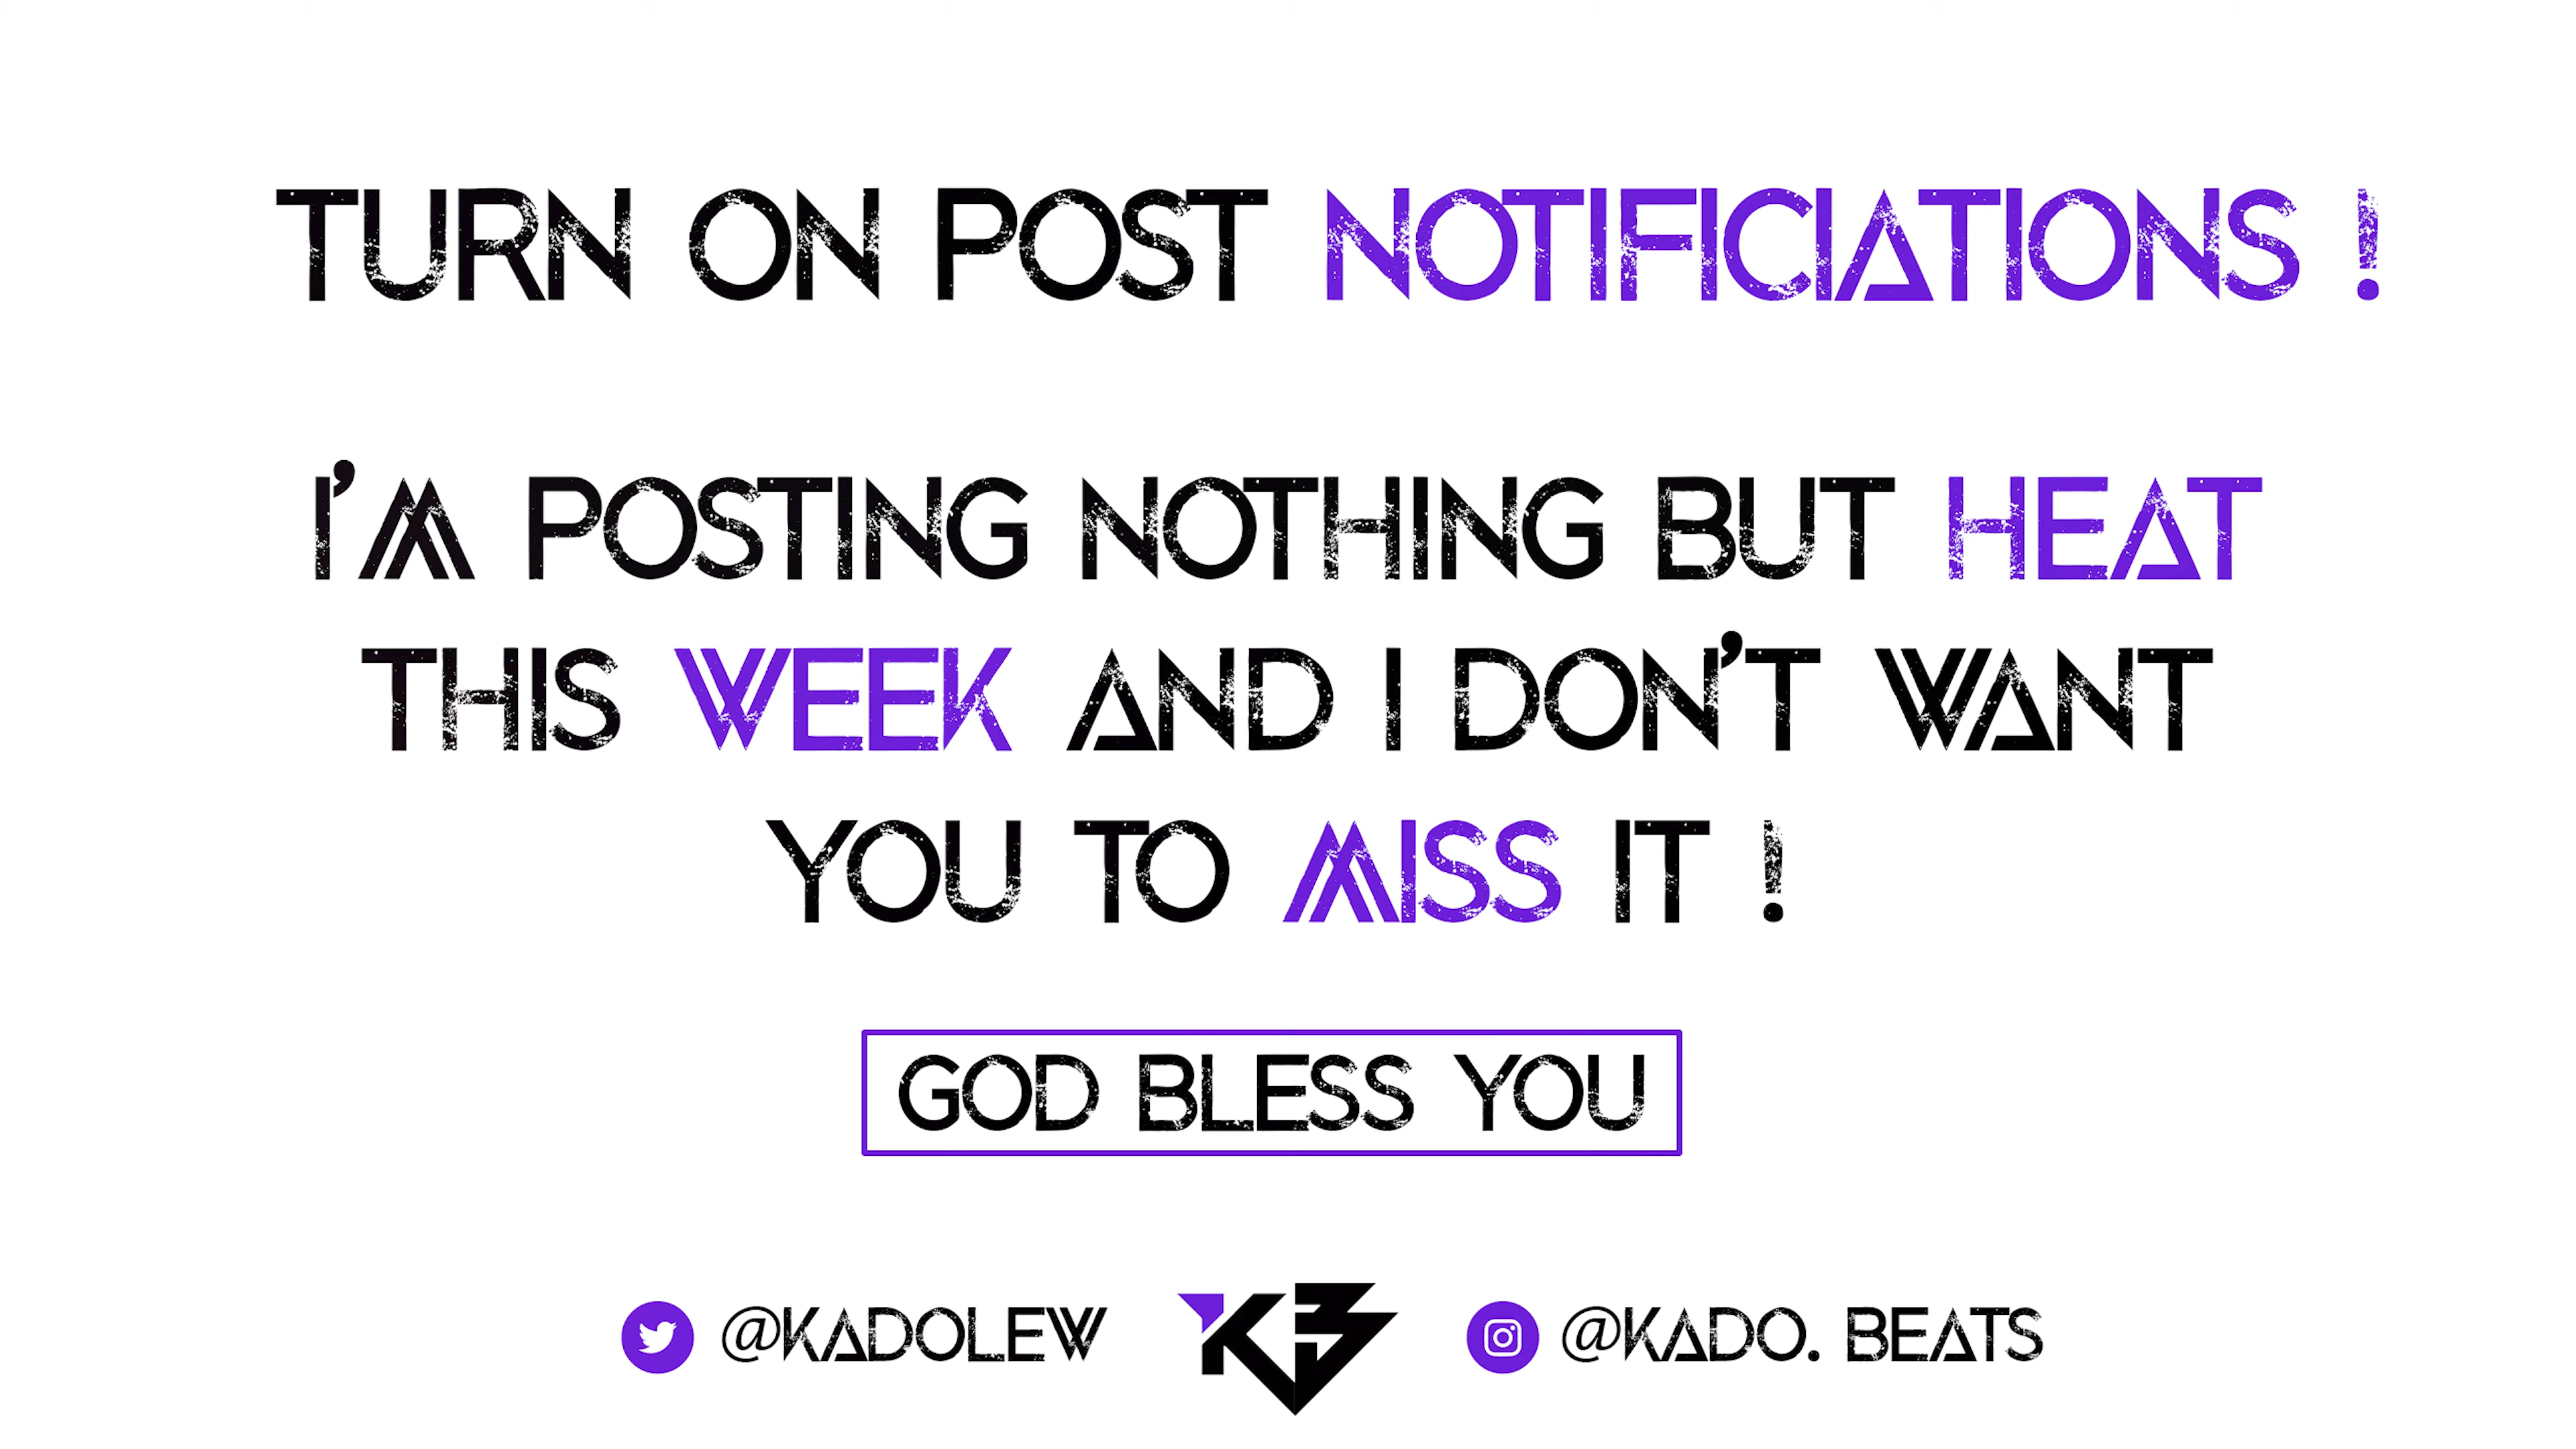 TURN ON POST NOTIFICIATIONS !
I'M POSTING NOTHING BUT HEAT
THIS WEEK AND I DON'T WANT
YOU TO MISS IT !
GOD BLESS YOU
@KADOLEW KB @KADO. BEATS